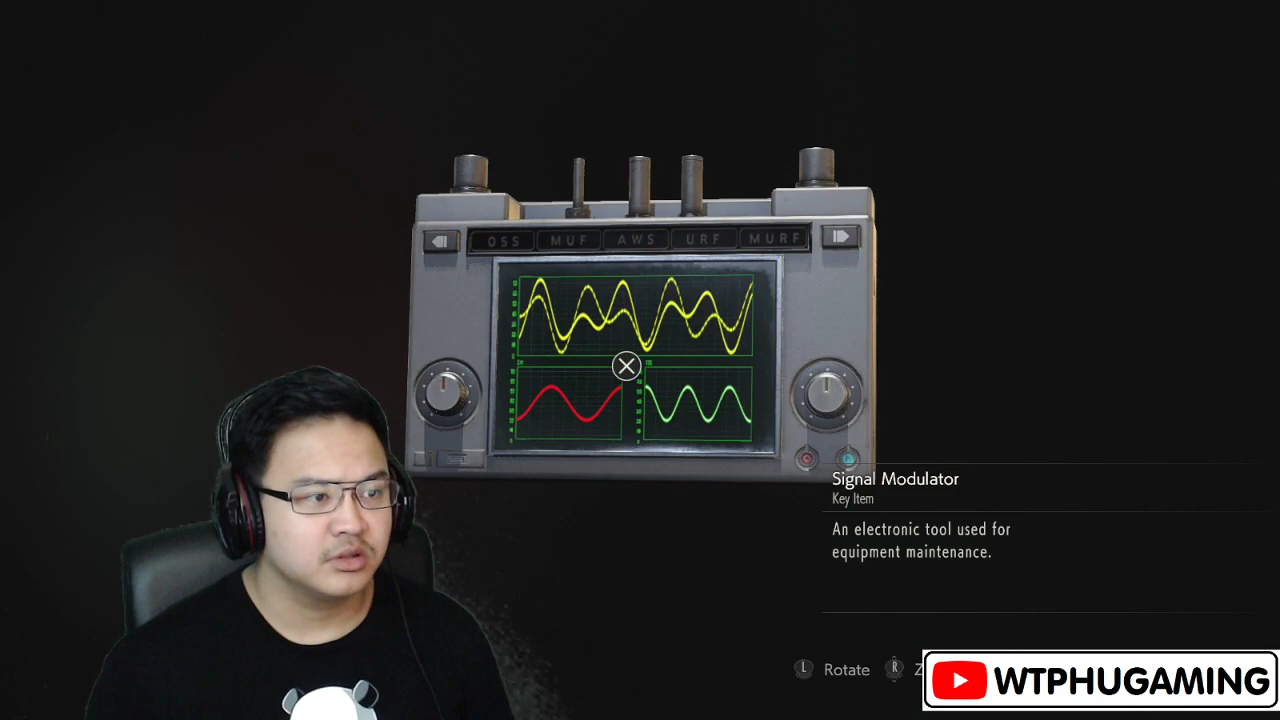 OSS MUF AWS URF MURF
Signal Modulator
Key Item
An electronic tool used for
equipment maintenance.
L Rotate R Z
WTPHUGAMING